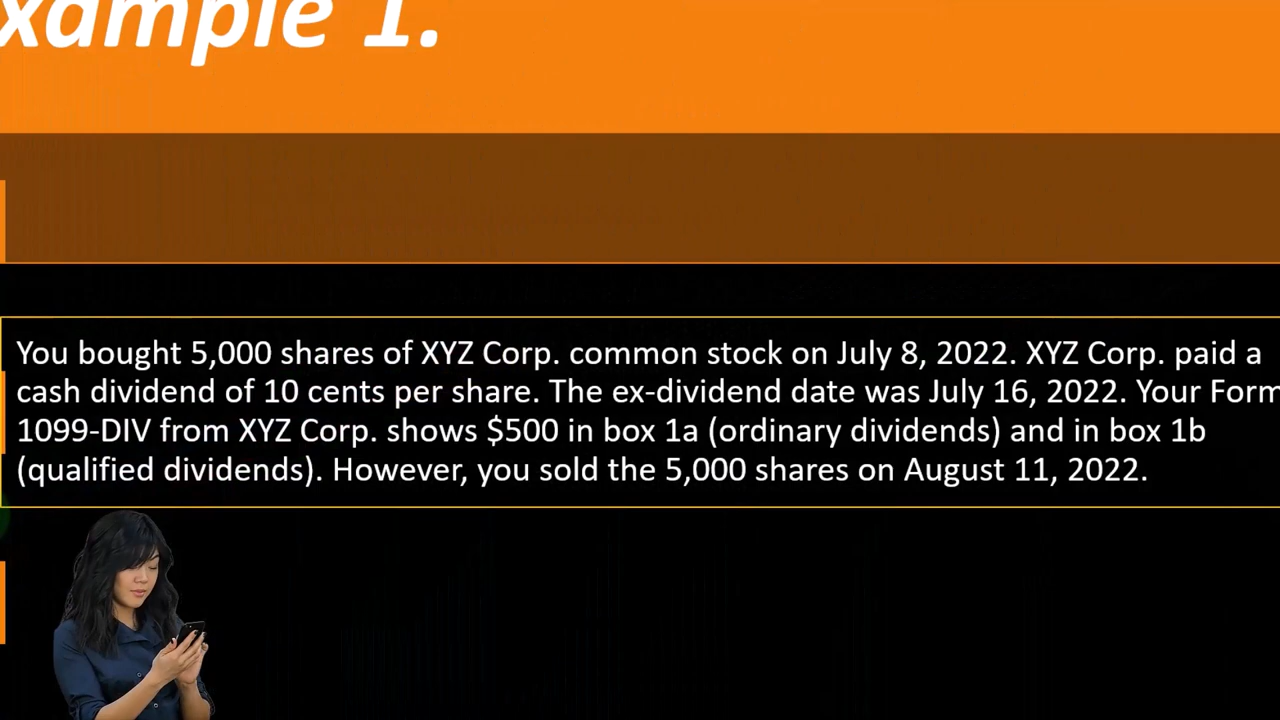 xample 1.
You bought 5,000 shares of XYZ Corp. common stock on July 8, 2022. XYZ Corp. paid a
cash dividend of 10 cents per share. The ex-dividend date was July 16, 2022. Your Form
1099-DIV from XYZ Corp. shows $500 in box 1a (ordinary dividends) and in box 1b
(qualified dividends). However, you sold the 5,000 shares on August 11, 2022.